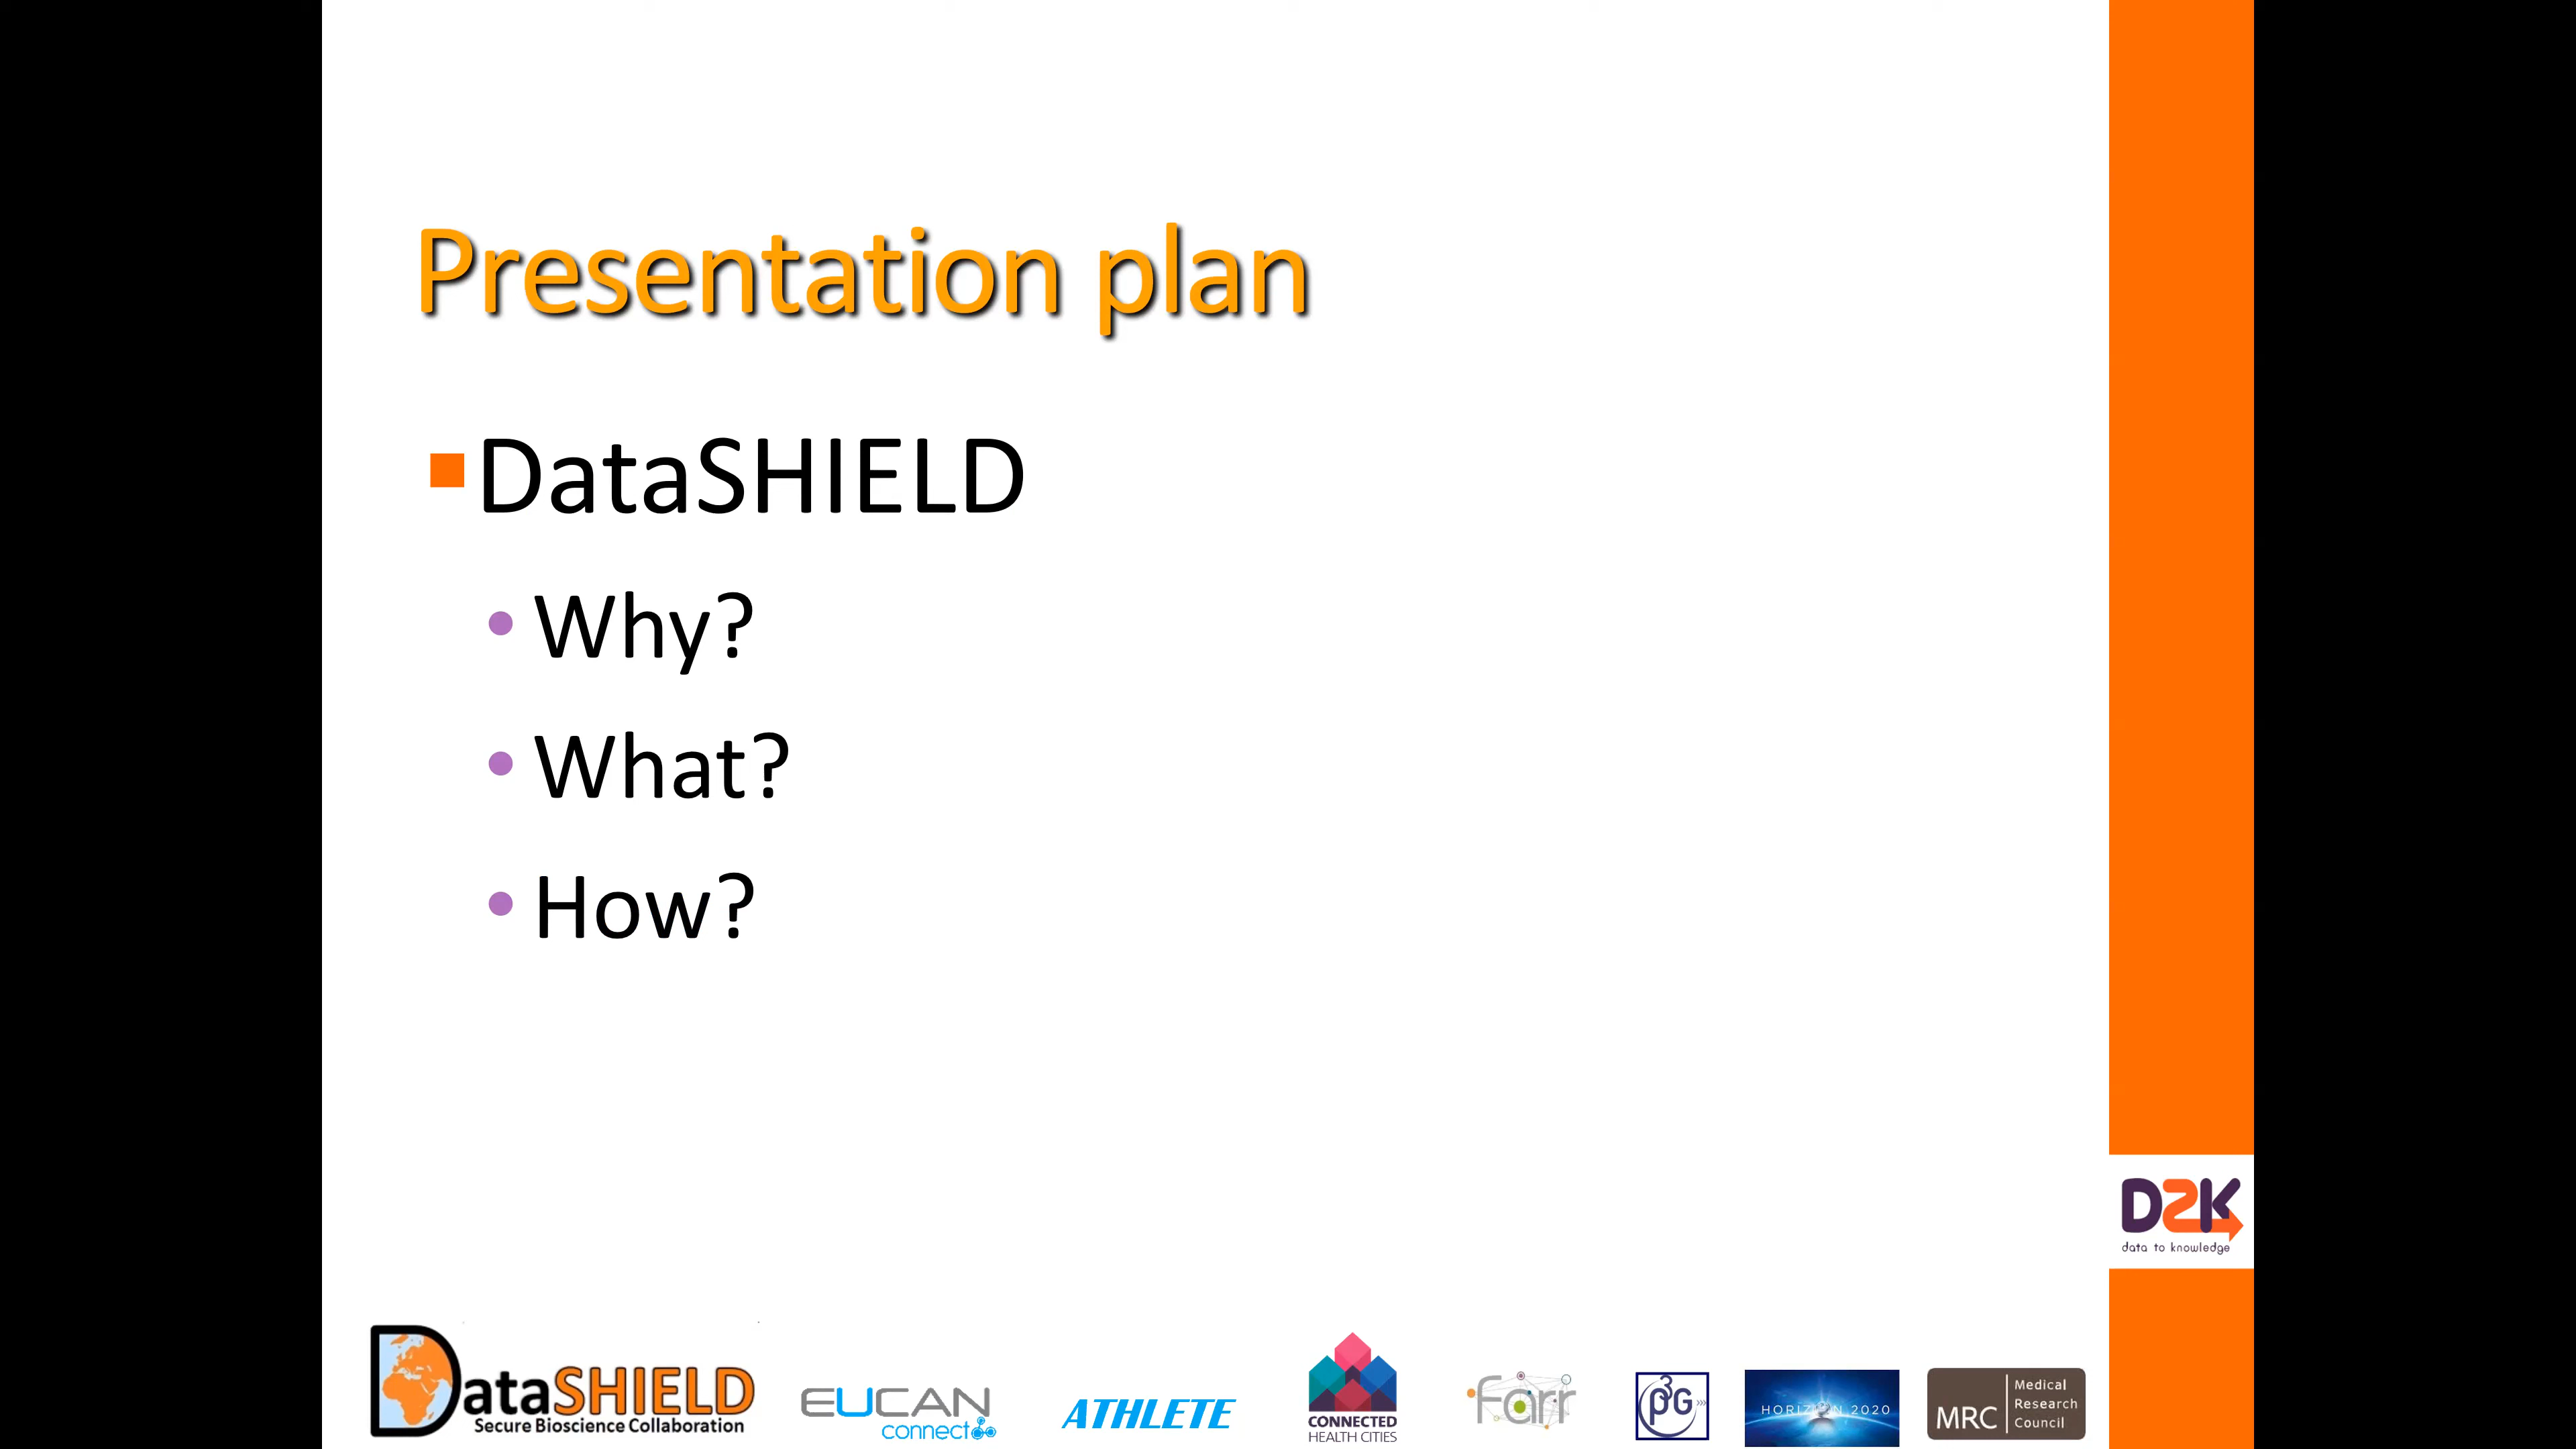 Presentation plan
DataSHIELD
Why?
What?
How?
D2K
data to knowledge
DataSHIELD
Secure Bioscience Collaboration
EUCAN
connect
ATHLETE
CONNECTED
HEALTH CITIES
Farr
P3G
HORIZON 2020
MRC
Medical
Research
Council